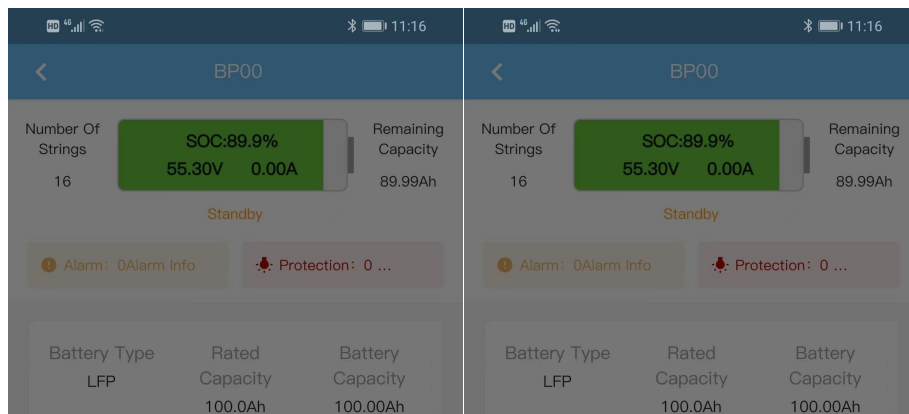 HD 46 11:16
BP00
Number Of Strings
16
SOC:89.9%
55.30V 0.00A
Remaining Capacity
89.99Ah
Standby
Alarm: 0Alarm Info
Protection: 0 ...
Battery Type
LFP
Rated Capacity
100.0Ah
Battery Capacity
100.00Ah
HD 46 11:16
BP00
Number Of Strings
16
SOC:89.9%
55.30V 0.00A
Remaining Capacity
89.99Ah
Standby
Alarm: 0Alarm Info
Protection: 0 ...
Battery Type
LFP
Rated Capacity
100.0Ah
Battery Capacity
100.00Ah